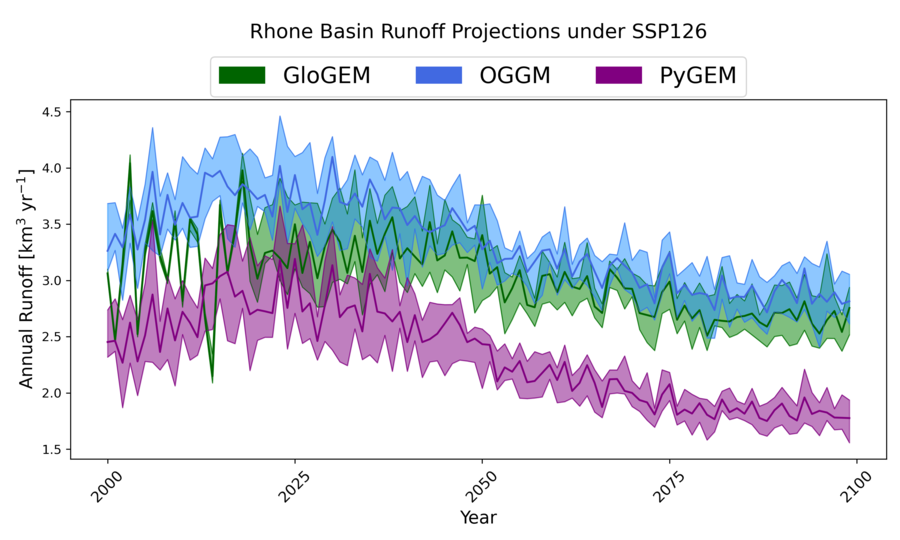 Rhone Basin Runoff Projections under SSP126
GloGEM OGGM PyGEM
Annual Runoff [km³ yr⁻¹]
4.5
4.0
3.5
3.0
2.5
2.0
1.5
2000 2025 2050 2075 2100
Year